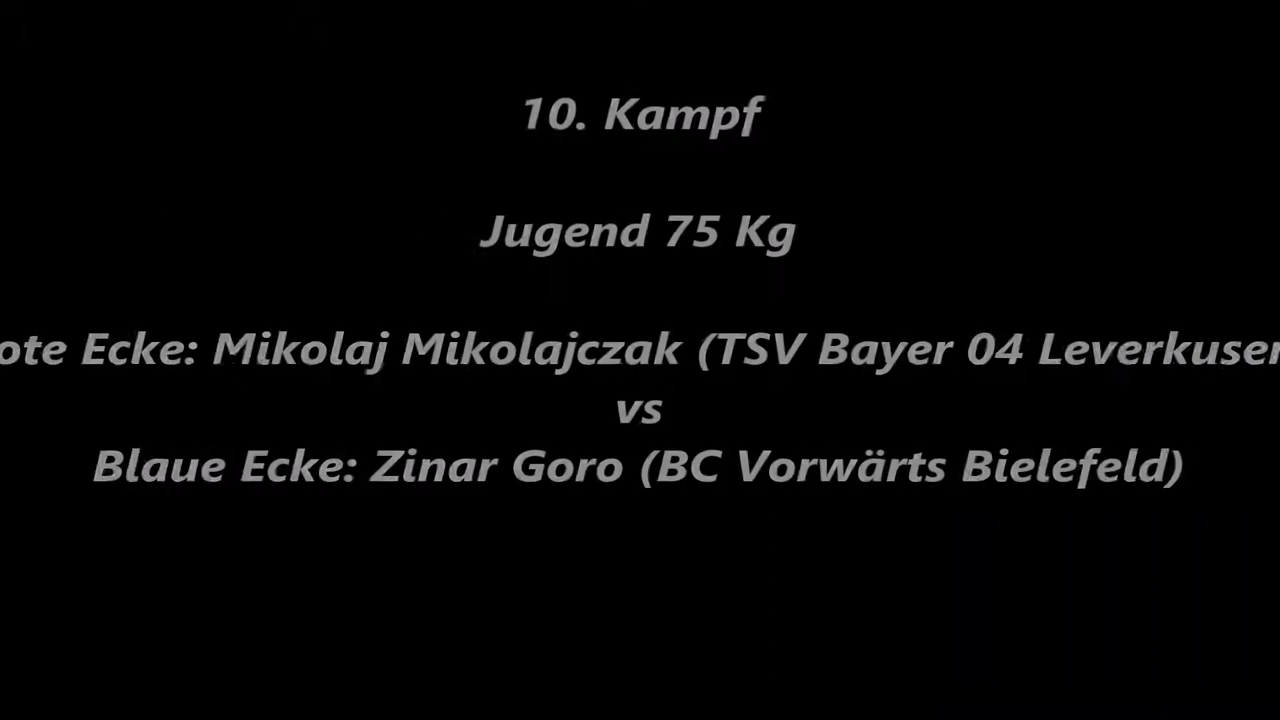 10. Kampf
Jugend 75 Kg
ote Ecke: Mikolaj Mikolajczak (TSV Bayer 04 Leverkusen
vs
Blaue Ecke: Zinar Goro (BC Vorwärts Bielefeld)